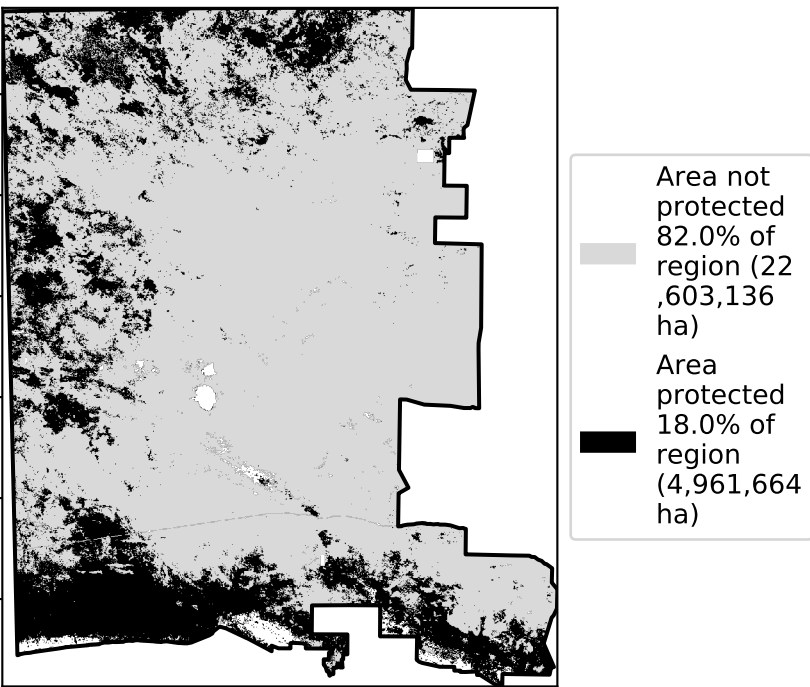 Area not
protected
82.0% of
region (22
,603,136
ha)
Area
protected
18.0% of
region
(4,961,664
ha)